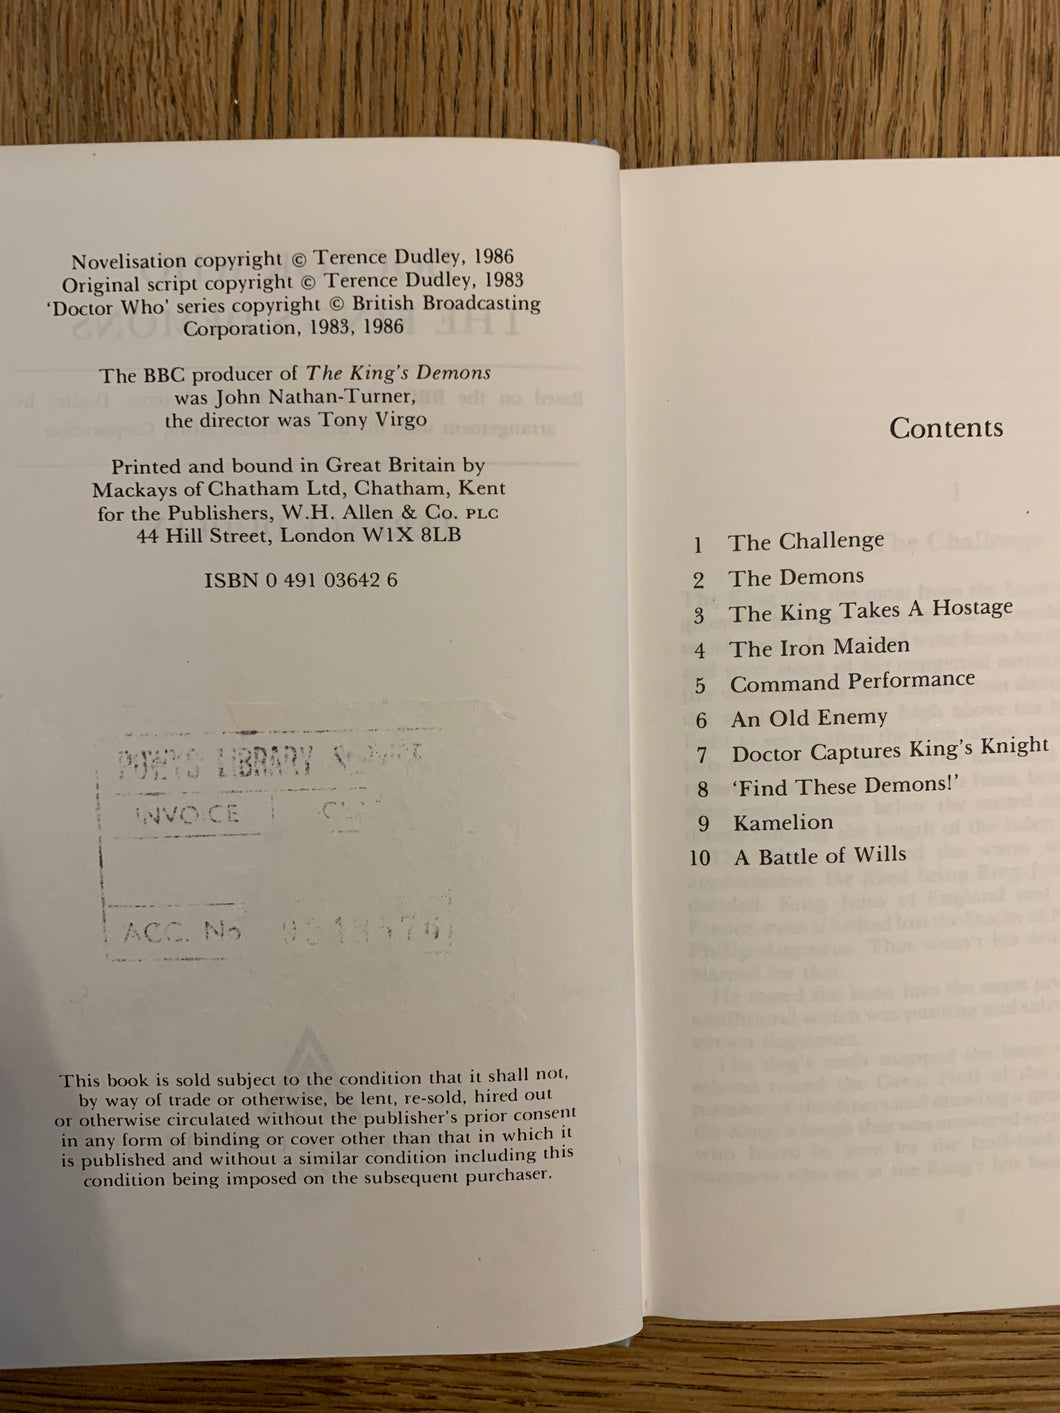 Novelisation copyright © Terence Dudley, 1986
Original script copyright © Terence Dudley, 1983
‘Doctor Who’ series copyright © British Broadcasting
Corporation, 1983, 1986
The BBC producer of The King’s Demons
was John Nathan-Turner,
the director was Tony Virgo
Printed and bound in Great Britain by
Mackays of Chatham Ltd, Chatham, Kent
for the Publishers, W.H. Allen & Co. PLC
44 Hill Street, London W1X 8LB
ISBN 0 491 03642 6
POWYS LIBRARY
INVOICE
ACC. No.
This book is sold subject to the condition that it shall not,
by way of trade or otherwise, be lent, re-sold, hired out
or otherwise circulated without the publisher’s prior consent
in any form of binding or cover other than that in which it
is published and without a similar condition including this
condition being imposed on the subsequent purchaser.
Contents
1 The Challenge
2 The Demons
3 The King Takes A Hostage
4 The Iron Maiden
5 Command Performance
6 An Old Enemy
7 Doctor Captures King’s Knight
8 ‘Find These Demons!’
9 Kamelion
10 A Battle of Wills